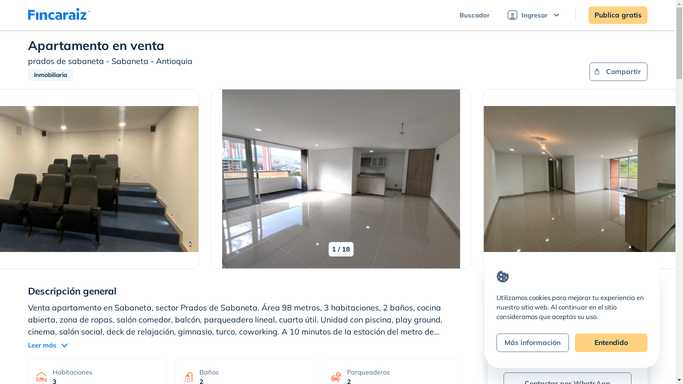 Fincaraiz
Buscador
Ingresar
Publica gratis
Apartamento en venta
prados de sabaneta - Sabaneta - Antioquia
Inmobiliaria
Compartir
1 / 18
Descripción general
Venta apartamento en Sabaneta, sector Prados de Sabaneta. Área 98 metros, 3 habitaciones, 2 baños, cocina
abierta, zona de ropas, salón comedor, balcón, parqueadero lineal, cuarto útil. Unidad con piscina, play ground,
cinema, salón social, deck de relajación, gimnasio, turco, coworking. A 10 minutos de la estación del metro de...
Leer más
Habitaciones
3
Baños
2
Parqueaderos
2
Utilizamos cookies para mejorar tu experiencia en
nuestro sitio web. Al continuar en el sitio
consideramos que aceptas su uso.
Más información
Entendido
Contactar por WhatsApp